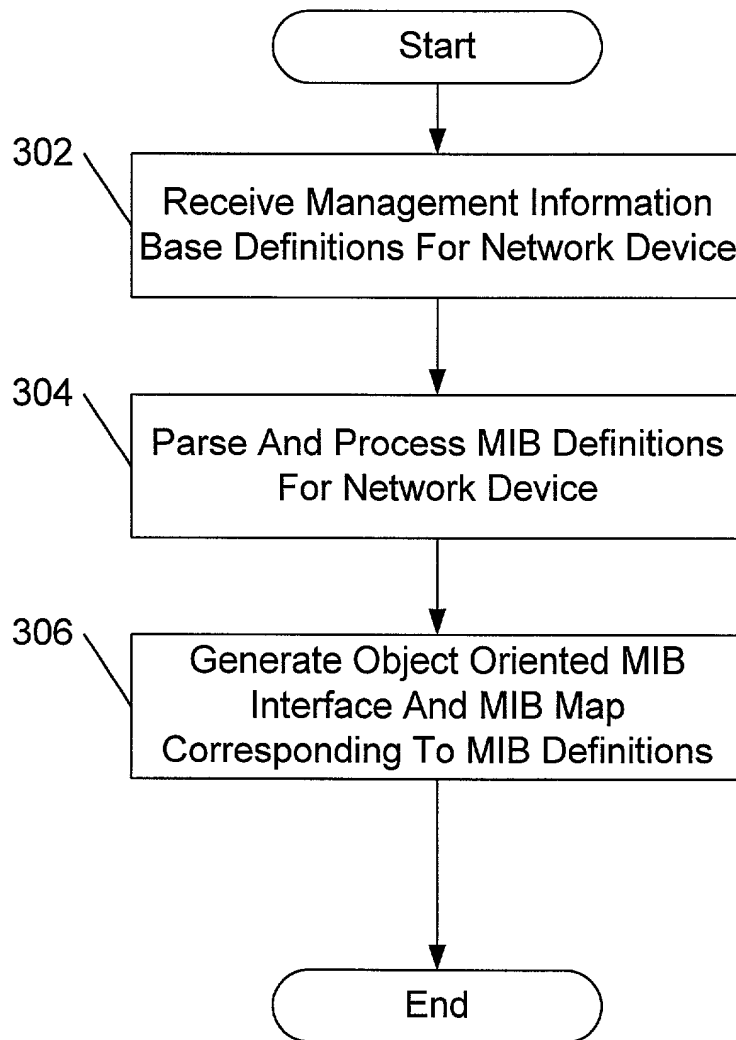 Start
302
Receive Management Information
Base Definitions For Network Device
304
Parse And Process MIB Definitions
For Network Device
306
Generate Object Oriented MIB
Interface And MIB Map
Corresponding To MIB Definitions
End